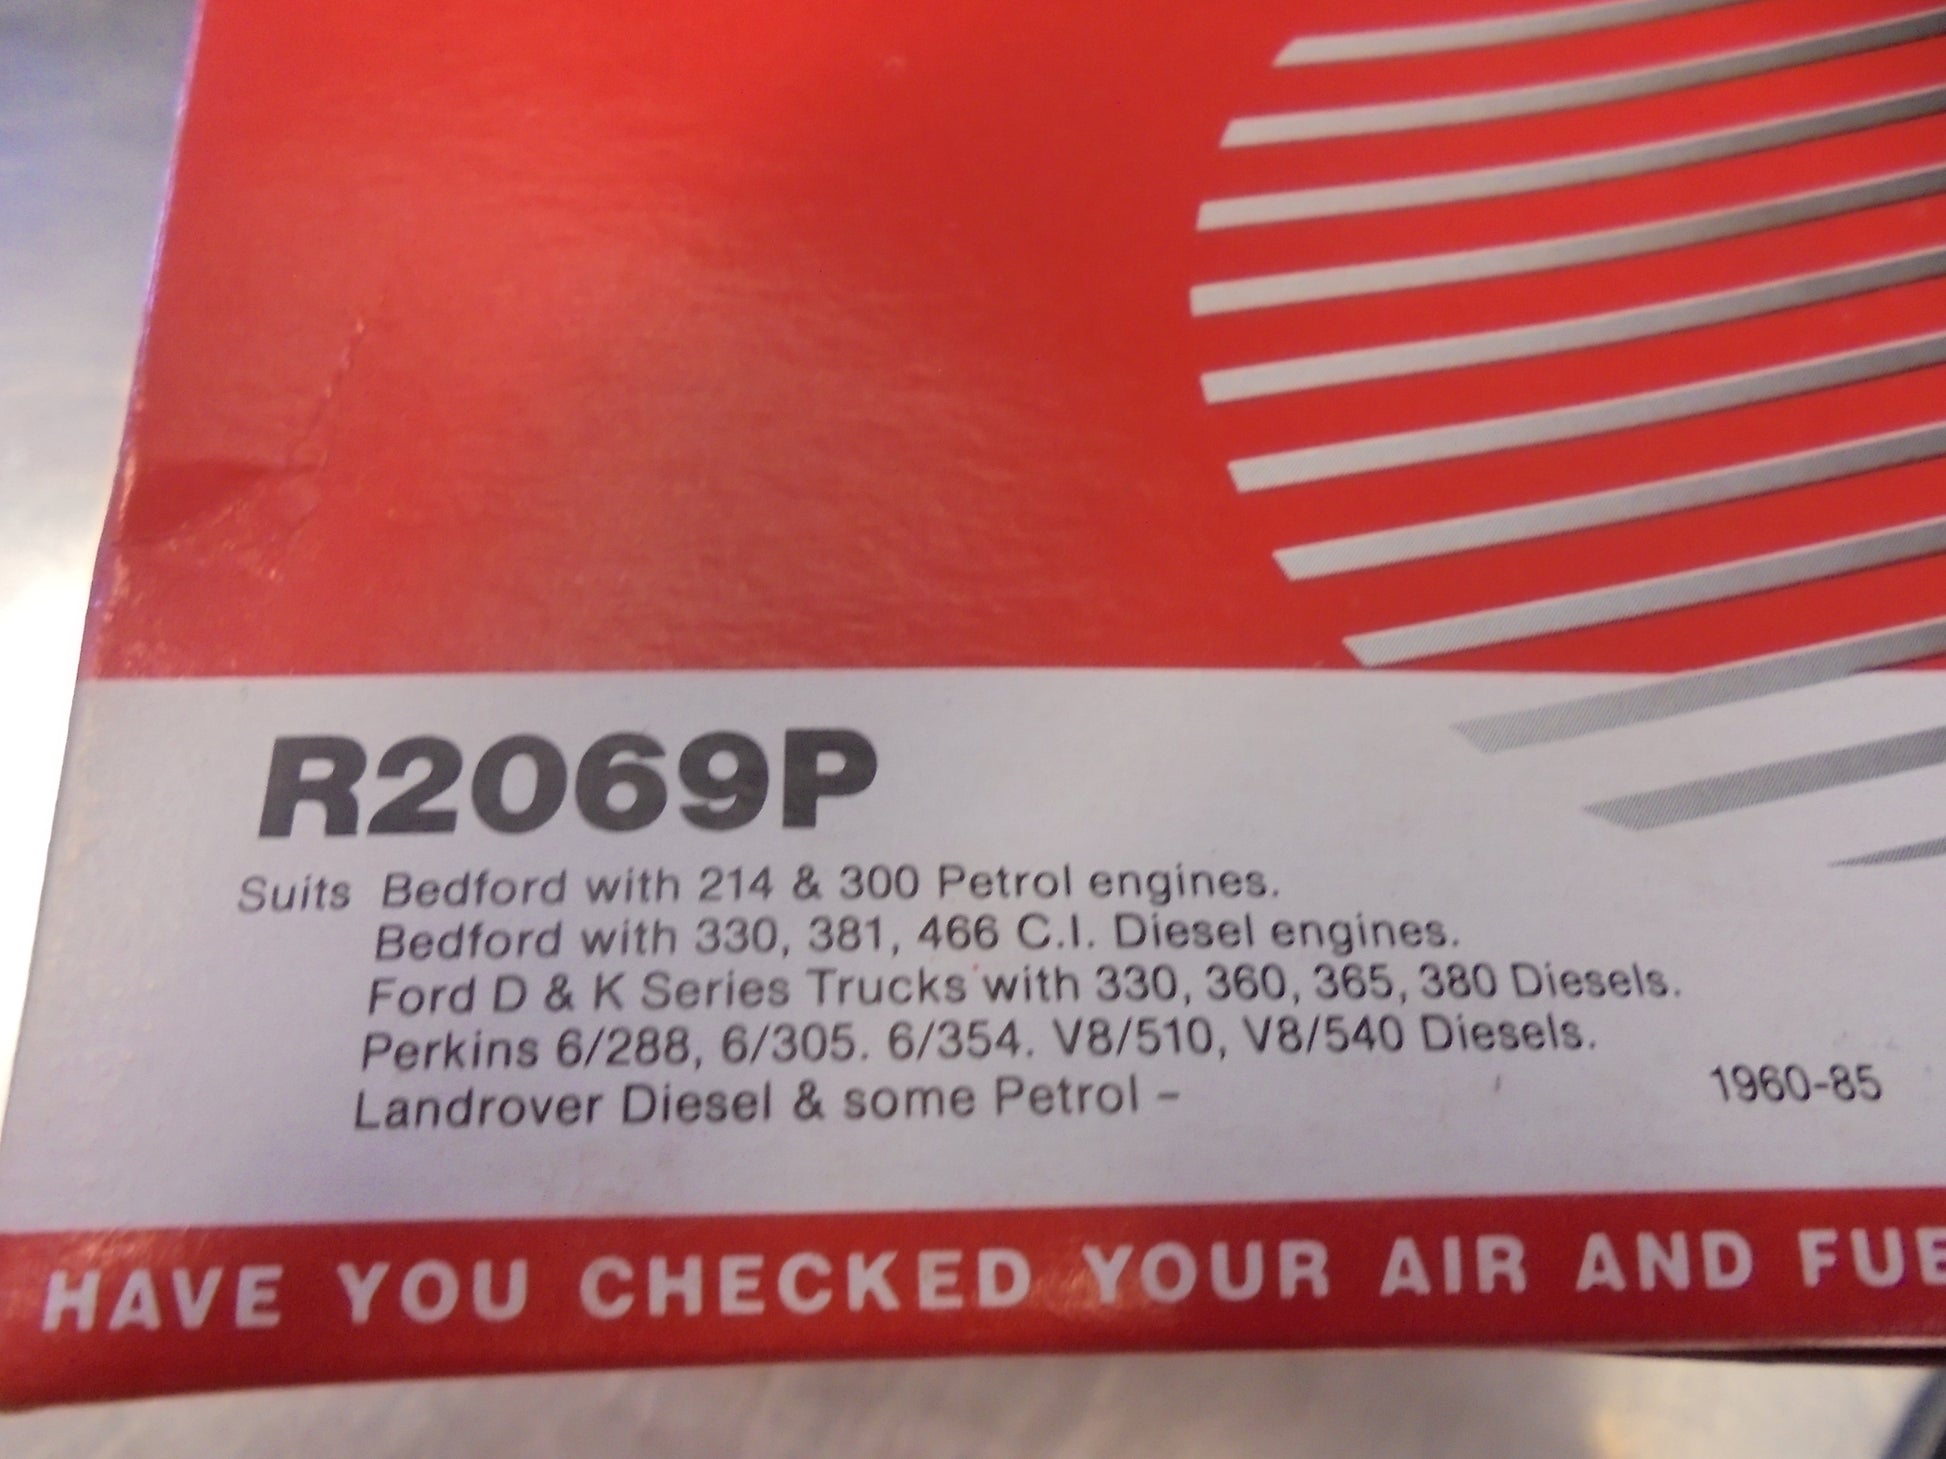 R2069P
Suits Bedford with 214 & 300 Petrol engines.
Bedford with 330, 381, 466 C.I. Diesel engines.
Ford D & K Series Trucks with 330, 360, 365, 380 Diesels.
Perkins 6/288, 6/305. 6/354. V8/510, V8/540 Diesels.
Landrover Diesel & some Petrol – 1960-85
HAVE YOU CHECKED YOUR AIR AND FUE